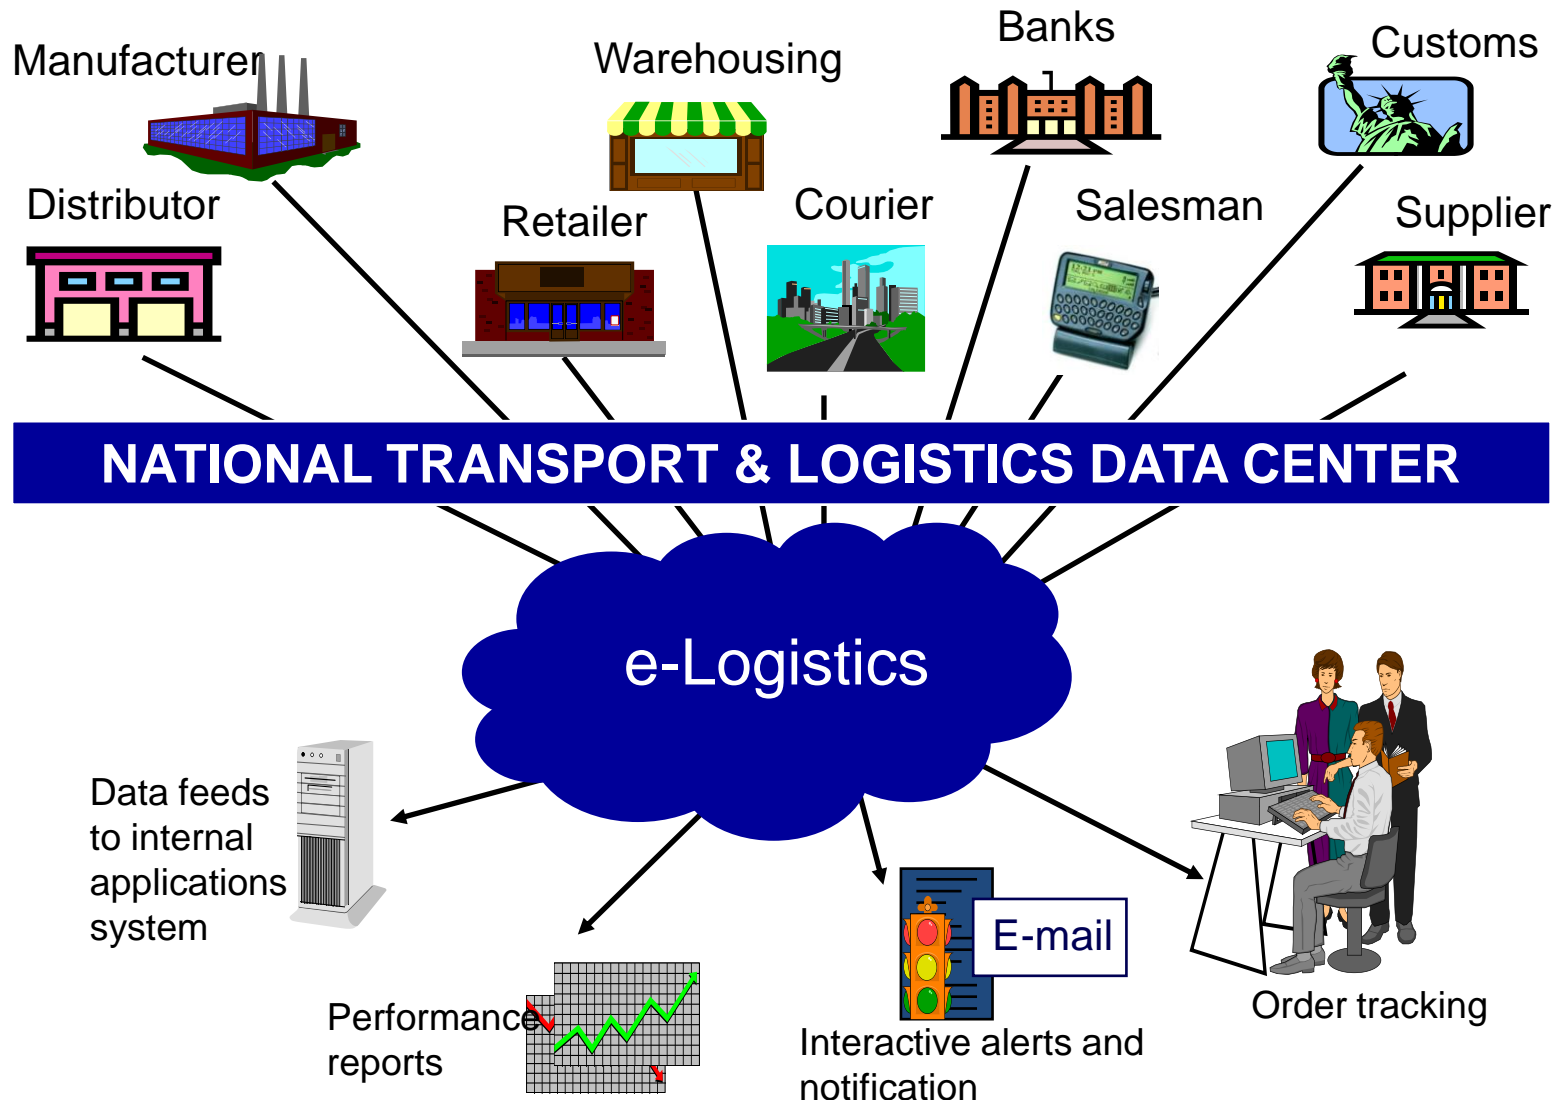 Manufacturer
Warehousing
Banks
Customs
Distributor
Retailer
Courier
Salesman
Supplier
NATIONAL TRANSPORT & LOGISTICS DATA CENTER
e-Logistics
Data feeds
to internal
applications
system
Performance
reports
E-mail
Interactive alerts and
notification
Order tracking